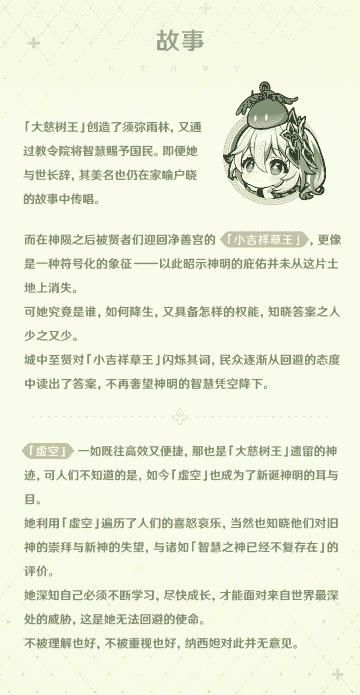 故事
STORY
「大慈树王」创造了须弥雨林，又通
过教令院将智慧赐予国民。即便她
与世长辞，其美名也仍在家喻户晓
的故事中传唱。
而在神陨之后被贤者们迎回净善宫的「小吉祥草王」，更像
是一种符号化的象征——以此昭示神明的庇佑并未从这片土
地上消失。
可她究竟是谁，如何降生，又具备怎样的权能，知晓答案之人
少之又少。
城中至贤对「小吉祥草王」闪烁其词，民众逐渐从回避的态度
中读出了答案，不再奢望神明的智慧凭空降下。
「虚空」一如既往高效又便捷，那也是「大慈树王」遗留的神
迹，可人们不知道的是，如今「虚空」也成为了新诞神明的耳与
目。
她利用「虚空」遍历了人们的喜怒哀乐，当然也知晓他们对旧
神的崇拜与新神的失望，与诸如「智慧之神已经不复存在」的
评价。
她深知自己必须不断学习，尽快成长，才能面对来自世界最深
处的威胁，这是她无法回避的使命。
不被理解也好，不被重视也好，纳西妲对此并无意见。